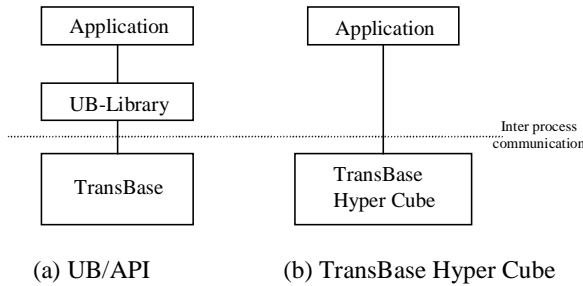 Application
UB-Library
TransBase
Application
TransBase
Hyper Cube
Inter process
communication
(a) UB/API
(b) TransBase Hyper Cube